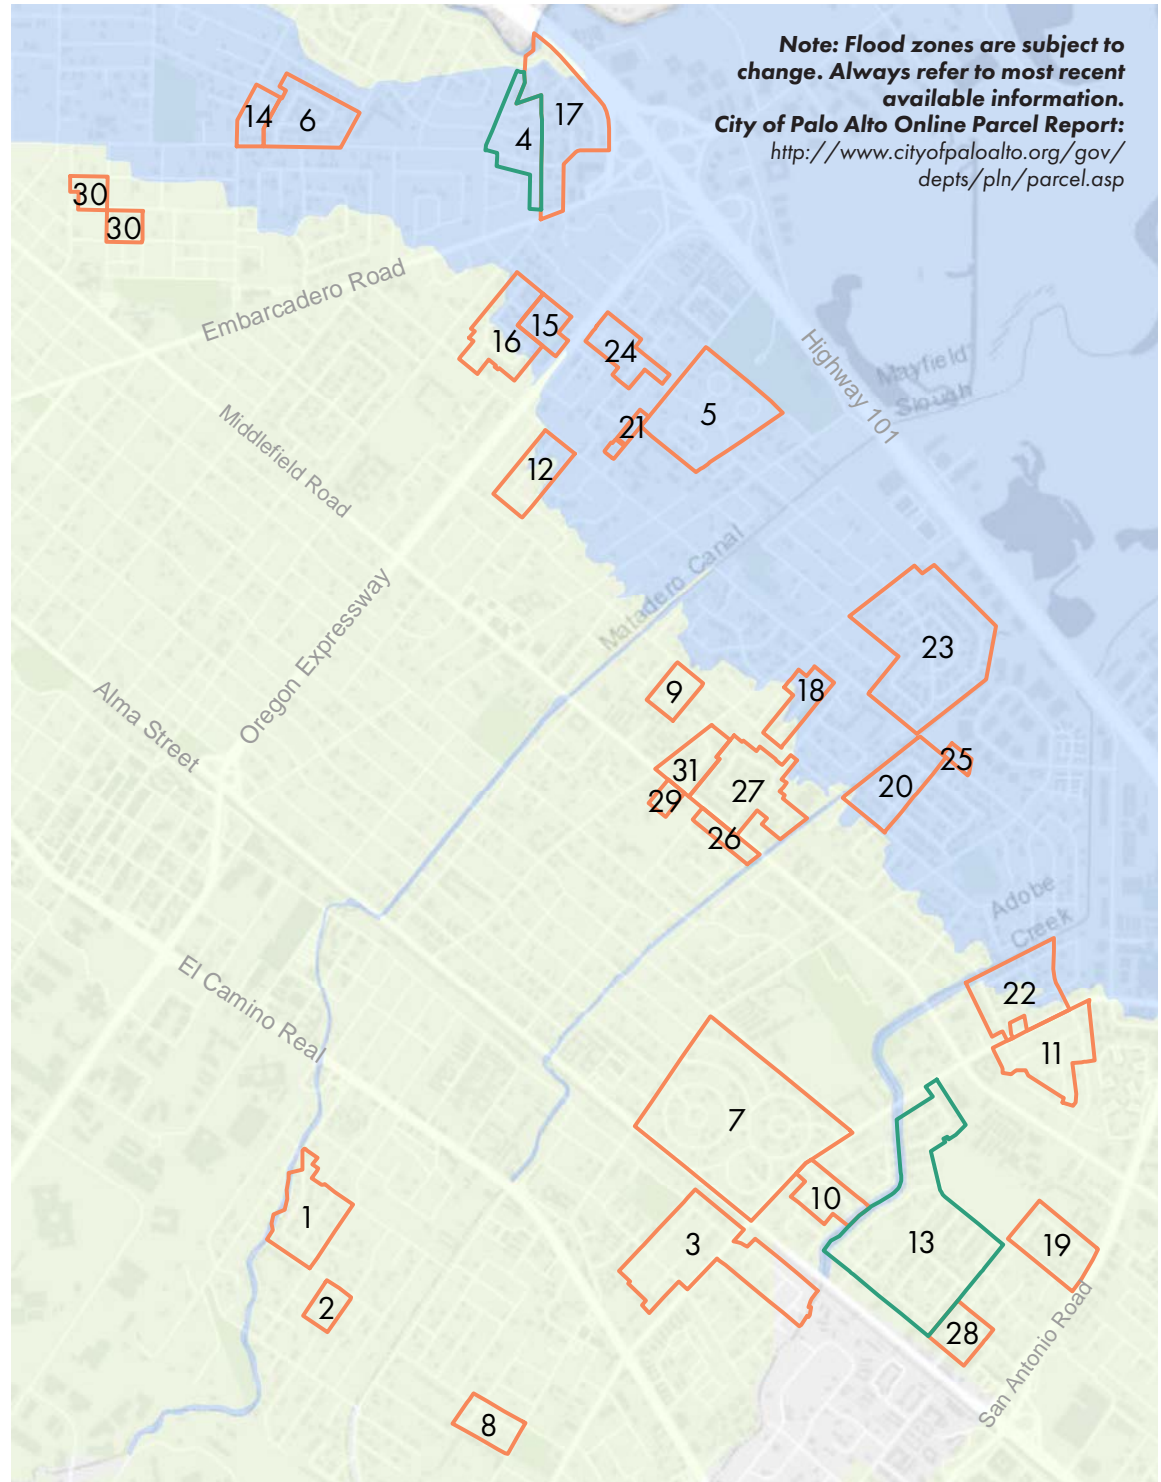 Note: Flood zones are subject to
change. Always refer to most recent
available information.
City of Palo Alto Online Parcel Report:
http://www.cityofpaloalto.org/gov/
depts/pln/parcel.asp
14
6
4
17
30
30
Embarcadero Road
16
15
24
Highway 101
Mayfield
Slough
5
21
Middlefield Road
12
Matadero Canal
Oregon Expressway
23
9
18
Alma Street
31
29
27
26
25
20
Adobe
Creek
El Camino Real
22
11
7
10
1
3
13
19
2
28
San Antonio Road
8